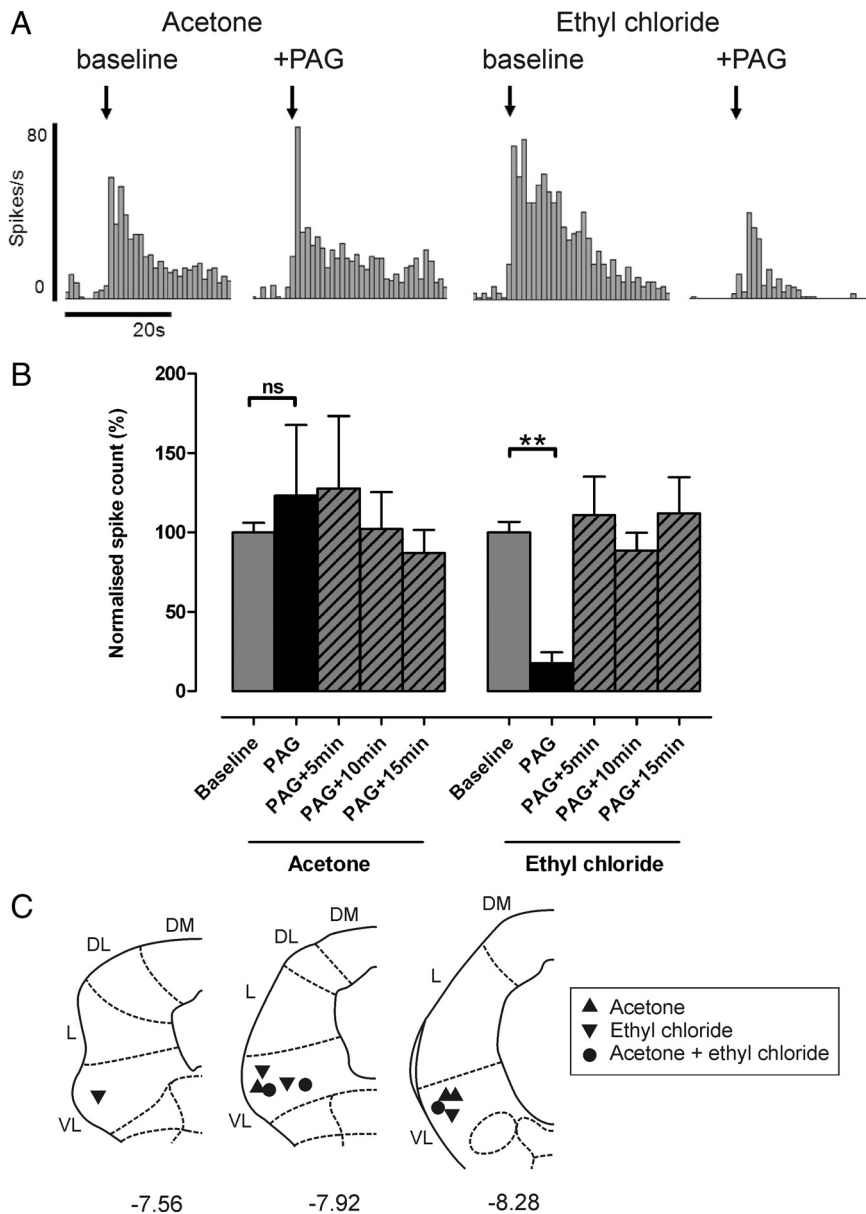 A
Acetone
Ethyl chloride
baseline
+PAG
baseline
+PAG
80
Spikes/s
0
20s
B
200
150
100
50
0
Normalised spike count (%)
ns
**
Baseline
PAG
PAG+5min
PAG+10min
PAG+15min
Baseline
PAG
PAG+5min
PAG+10min
PAG+15min
Acetone
Ethyl chloride
C
DM
DL
L
VL
-7.56
DM
DL
L
VL
-7.92
DM
L
VL
-8.28
Acetone
Ethyl chloride
Acetone + ethyl chloride